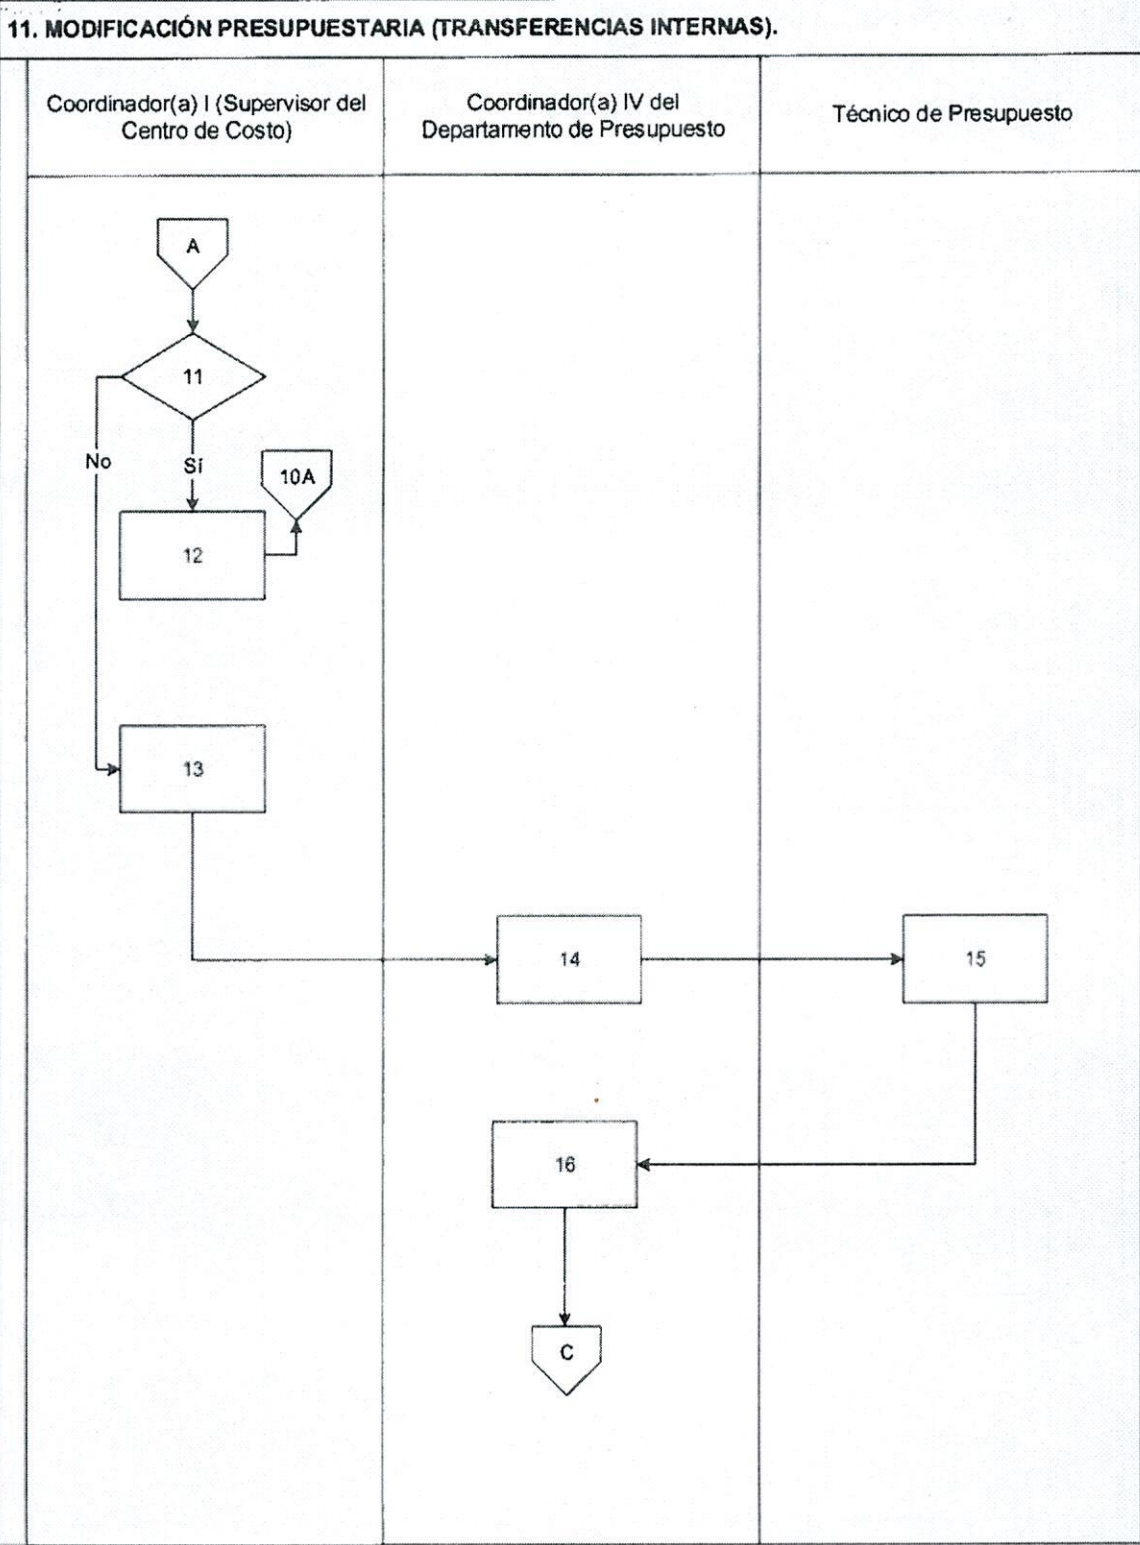 11. MODIFICACIÓN PRESUPUESTARIA (TRANSFERENCIAS INTERNAS).
Coordinador(a) I (Supervisor del
Centro de Costo)
Coordinador(a) IV del
Departamento de Presupuesto
Técnico de Presupuesto
A
11
No
Sí
10A
12
13
14
15
16
C